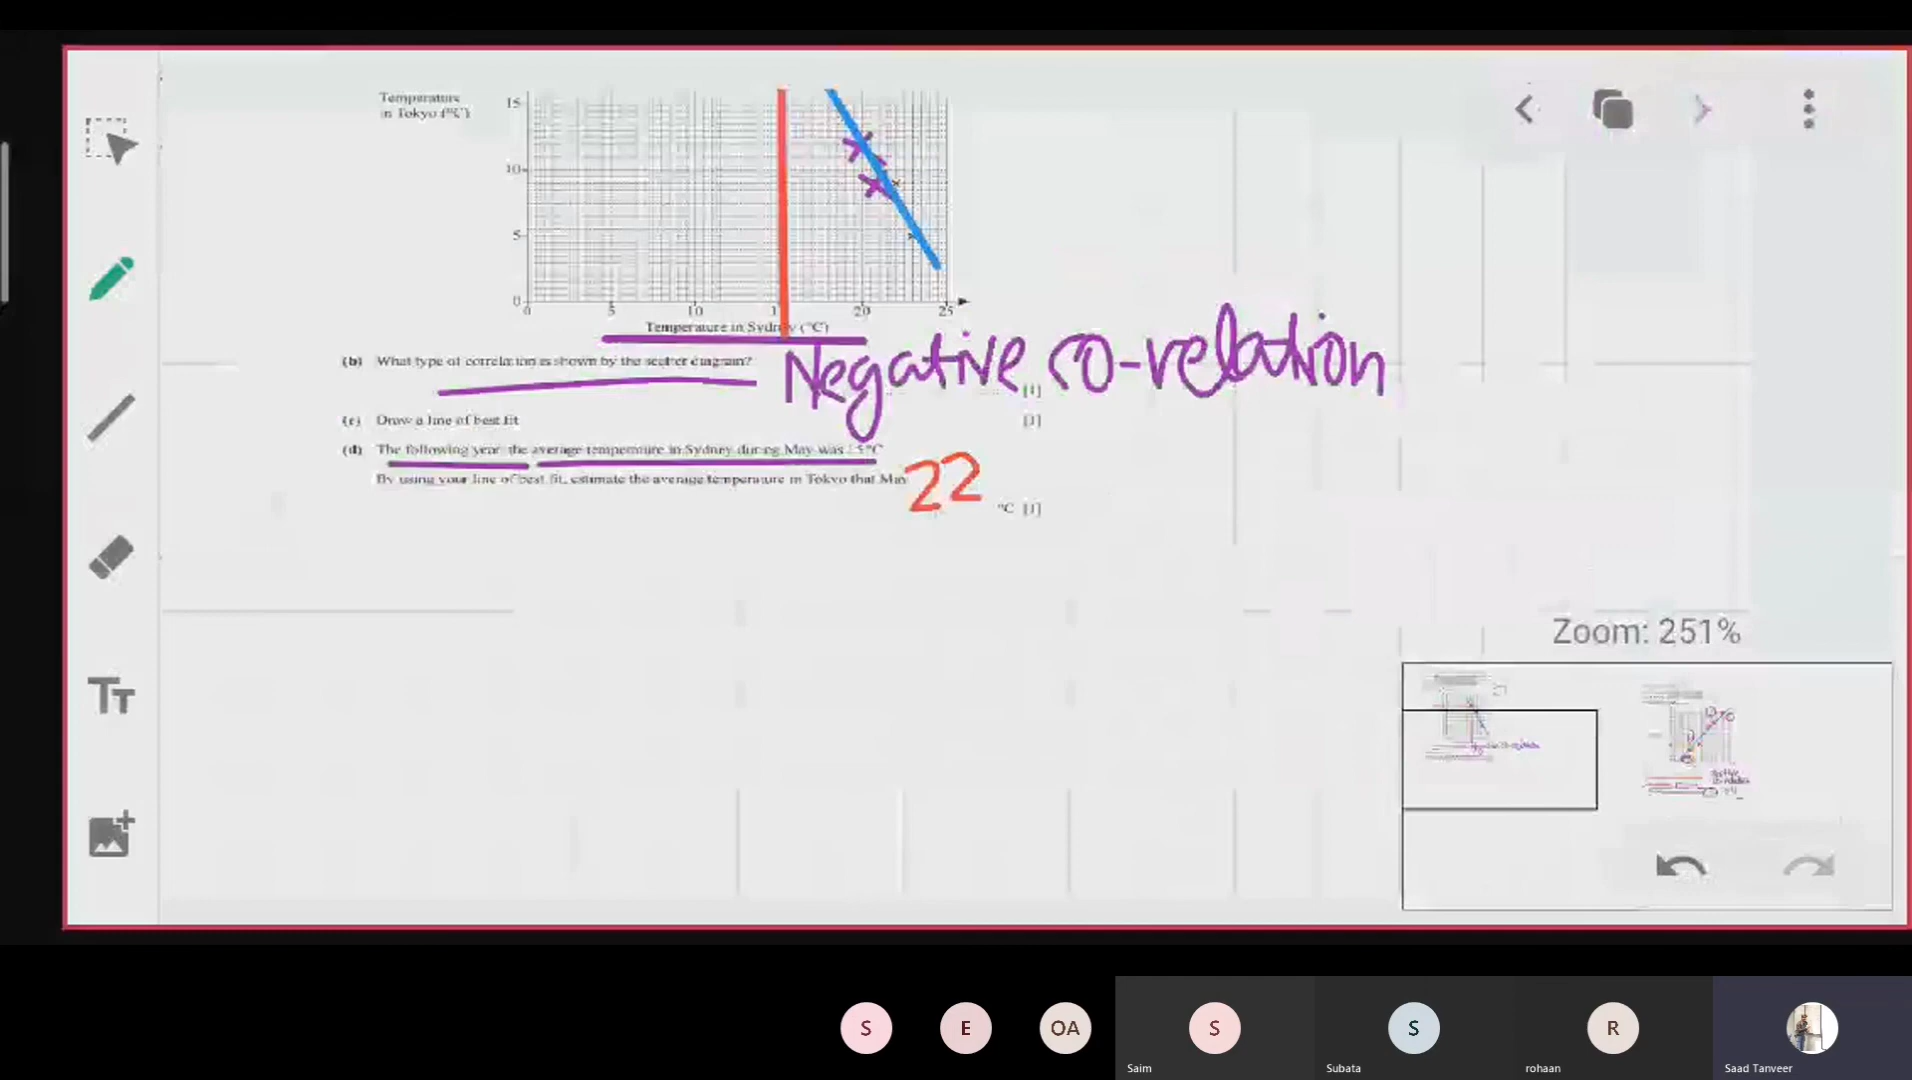 Temperature
in Tokyo (°C)
15
10
5
0
0 5 10 20 25
Temperature in Sydney (°C)
(b) What type of correlation is shown by the scatter diagram?
Negative co-relation
[1]
(c) Draw a line of best fit [1]
(d) The following year, the average temperature in Sydney during May was 15°C
By using your line of best fit, estimate the average temperature in Tokyo that May
22
°C [1]
Zoom: 251%
TT
S E OA S S R
Saim Subata rohaan Saad Tanveer